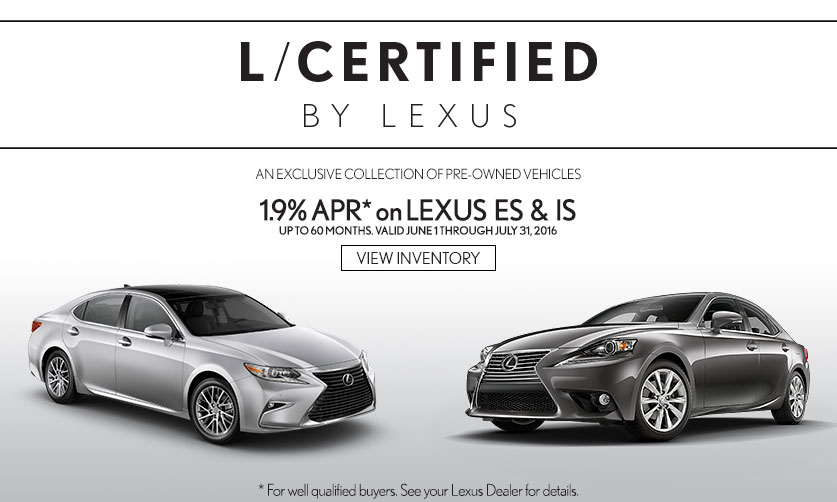 L/CERTIFIED
BY LEXUS
AN EXCLUSIVE COLLECTION OF PRE-OWNED VEHICLES
1.9% APR* on LEXUS ES & IS
UP TO 60 MONTHS. VALID JUNE 1 THROUGH JULY 31, 2016
VIEW INVENTORY
* For well qualified buyers. See your Lexus Dealer for details.